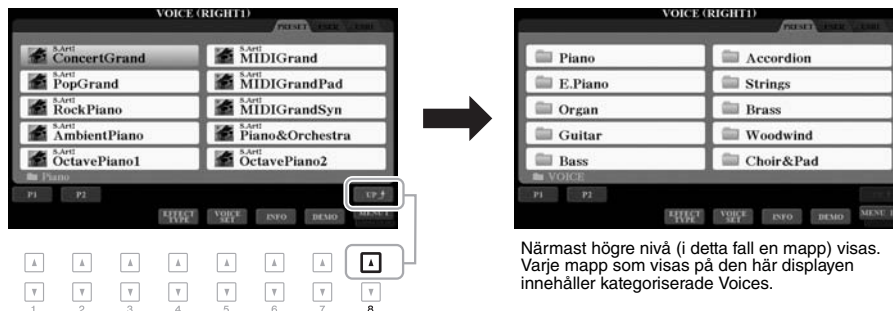 VOICE (RIGHT1)
PRESET USER USB1
S.Art!
ConcertGrand
S.Art!
MIDIGrand
S.Art!
PopGrand
S.Art!
MIDIGrandPad
S.Art!
RockPiano
S.Art!
MIDIGrandSyn
S.Art!
AmbientPiano
S.Art!
Piano&Orchestra
S.Art!
OctavePiano1
S.Art!
OctavePiano2
Piano
P1 P2 UP
EFFECT TYPE VOICE SET INFO DEMO MENU 1
1 2 3 4 5 6 7 8
VOICE (RIGHT1)
PRESET USER USB1
Piano Accordion
E.Piano Strings
Organ Brass
Guitar Woodwind
Bass Choir&Pad
VOICE
P1 P2
EFFECT TYPE VOICE SET INFO DEMO MENU 1
Närmast högre nivå (i detta fall en mapp) visas.
Varje mapp som visas på den här displayen
innehåller kategoriserade Voices.